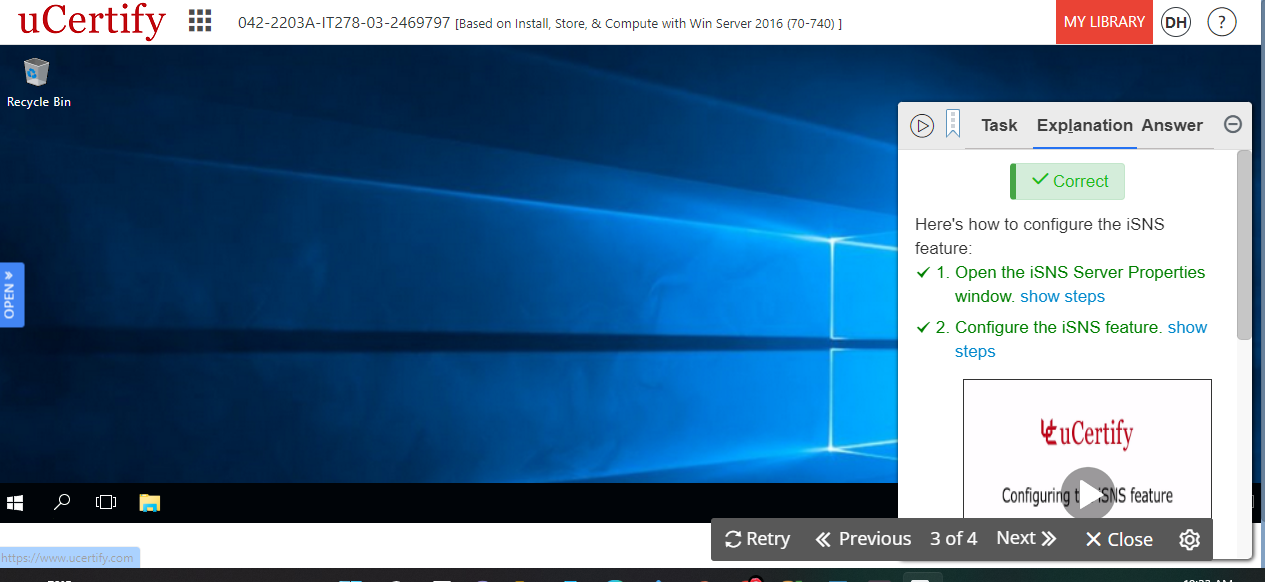 uCertify
042-2203A-IT278-03-2469797 [Based on Install, Store, & Compute with Win Server 2016 (70-740) ]
MY LIBRARY
DH
?
Recycle Bin
OPEN
Task Explanation Answer
Correct
Here's how to configure the iSNS
feature:
1. Open the iSNS Server Properties
window. show steps
2. Configure the iSNS feature. show
steps
uCertify
Configuring the iSNS feature
Retry Previous 3 of 4 Next Close
https://www.ucertify.com